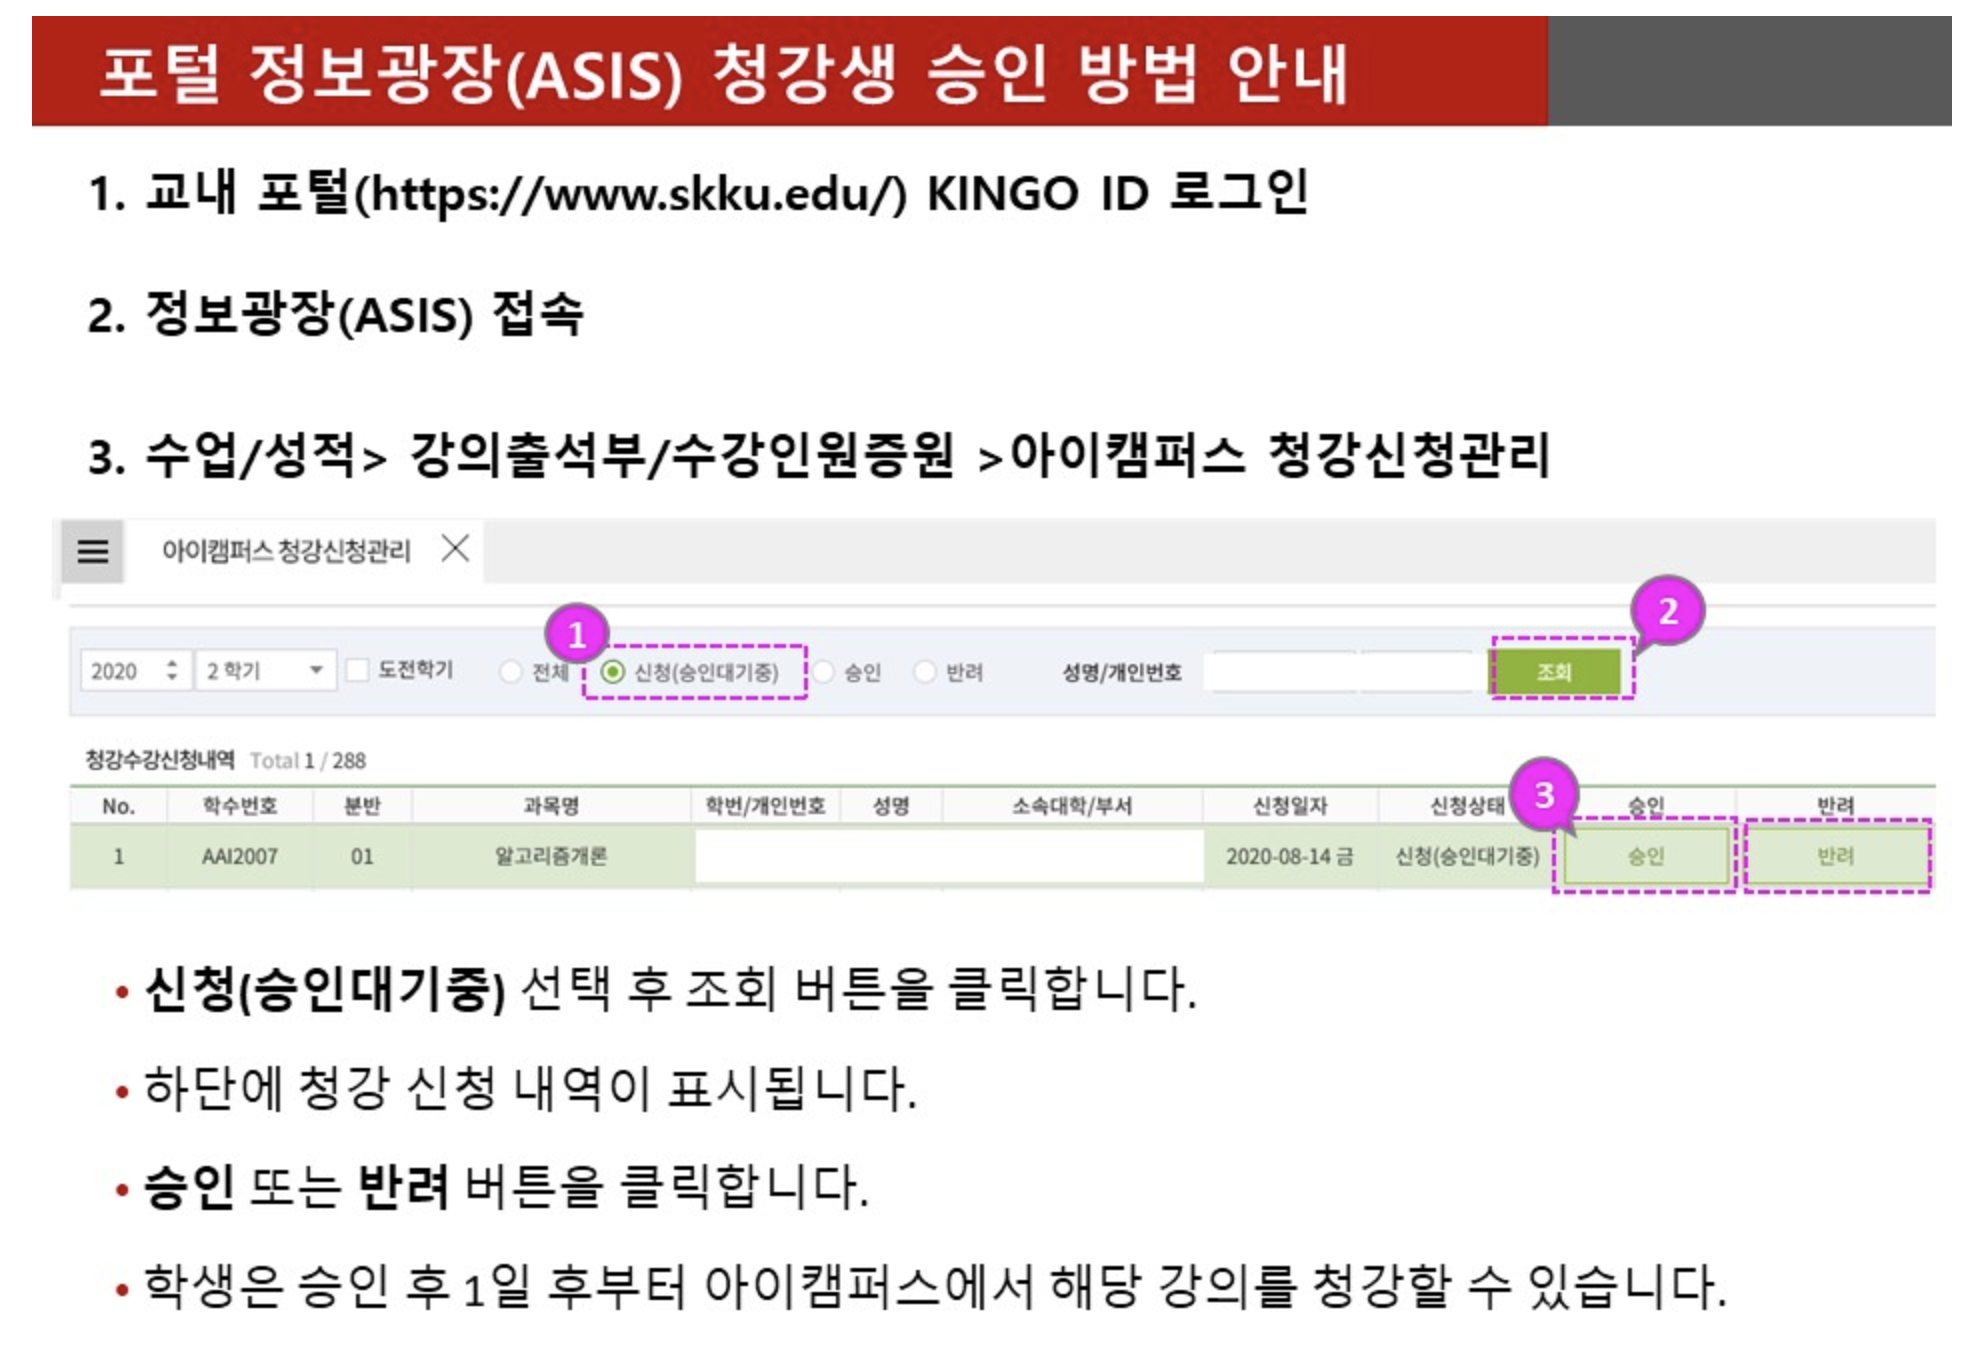 포털 정보광장(ASIS) 청강생 승인 방법 안내
1. 교내 포털(https://www.skku.edu/) KINGO ID 로그인
2. 정보광장(ASIS) 접속
3. 수업/성적> 강의출석부/수강인원증원 >아이캠퍼스 청강신청관리
아이캠퍼스 청강신청관리
1
2
2020 2 학기 도전학기 전체 신청(승인대기중) 승인 반려 성명/개인번호 조회
청강수강신청내역 Total 1 / 288
3
No. 학수번호 분반 과목명 학번/개인번호 성명 소속대학/부서 신청일자 신청상태 승인 반려
1 AAI2007 01 알고리즘개론 2020-08-14 금 신청(승인대기중) 승인 반려
• 신청(승인대기중) 선택 후 조회 버튼을 클릭합니다.
• 하단에 청강 신청 내역이 표시됩니다.
• 승인 또는 반려 버튼을 클릭합니다.
• 학생은 승인 후 1일 후부터 아이캠퍼스에서 해당 강의를 청강할 수 있습니다.